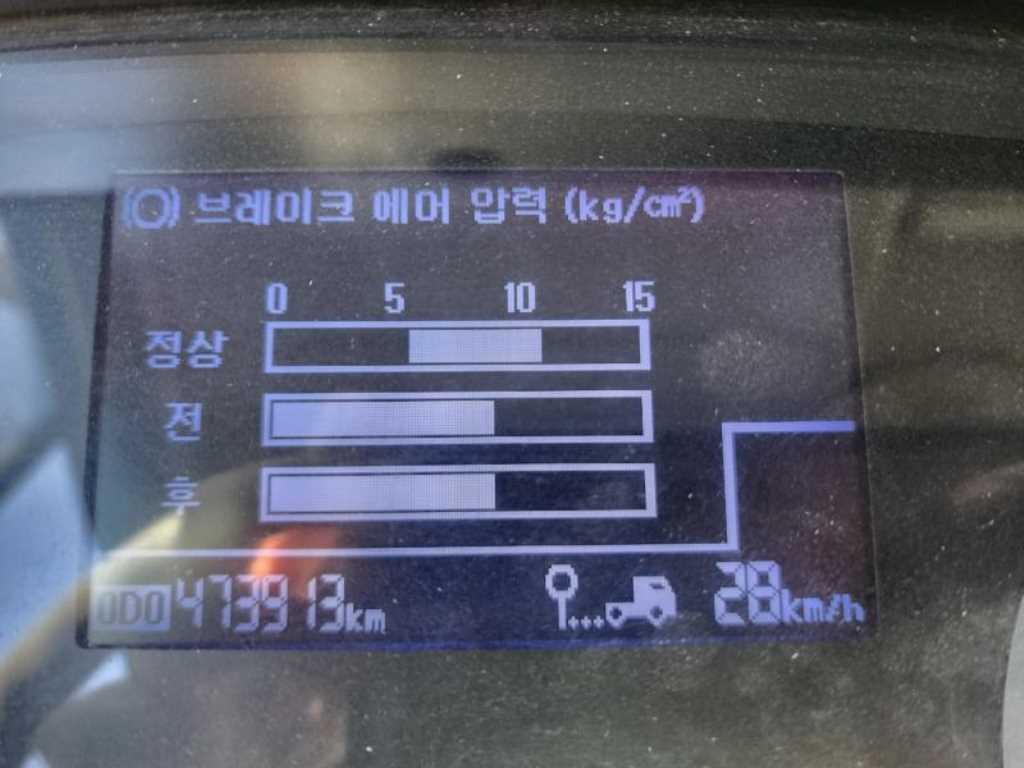 브레이크 에어 압력 (kg/cm²)
0 5 10 15
정상
전
후
ODO 473913km 28km/h